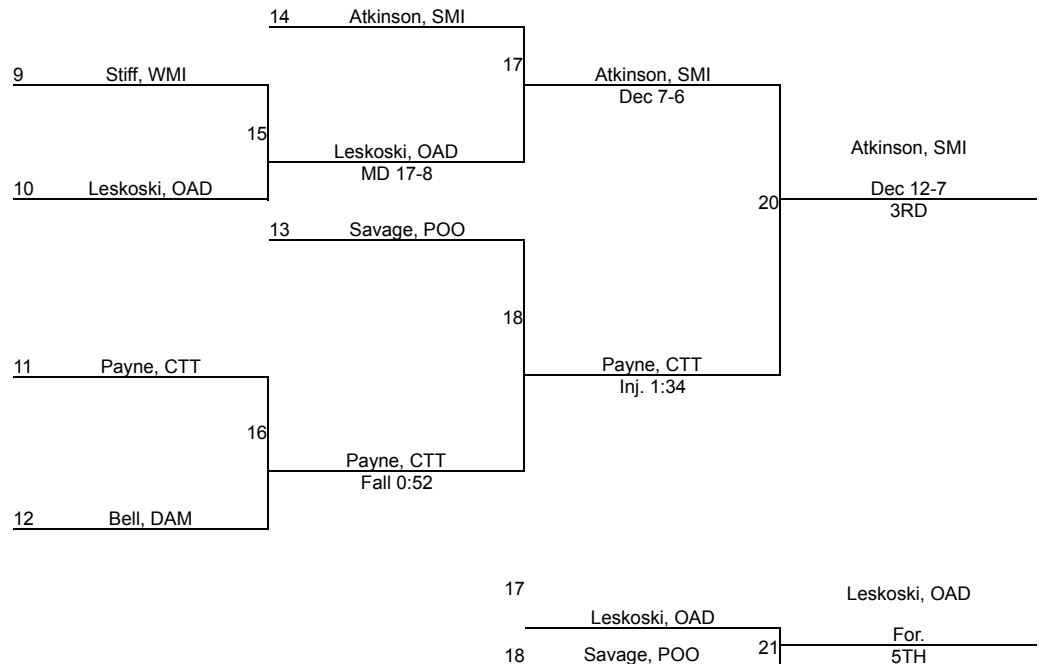 14 Atkinson, SMI
17
9 Stiff, WMI
Atkinson, SMI
Dec 7-6
15
Leskoski, OAD
MD 17-8
Atkinson, SMI
10 Leskoski, OAD
20
Dec 12-7
3RD
13 Savage, POO
18
11 Payne, CTT
Payne, CTT
Inj. 1:34
16
Payne, CTT
Fall 0:52
12 Bell, DAM
17
Leskoski, OAD
Leskoski, OAD
For.
21
5TH
18 Savage, POO